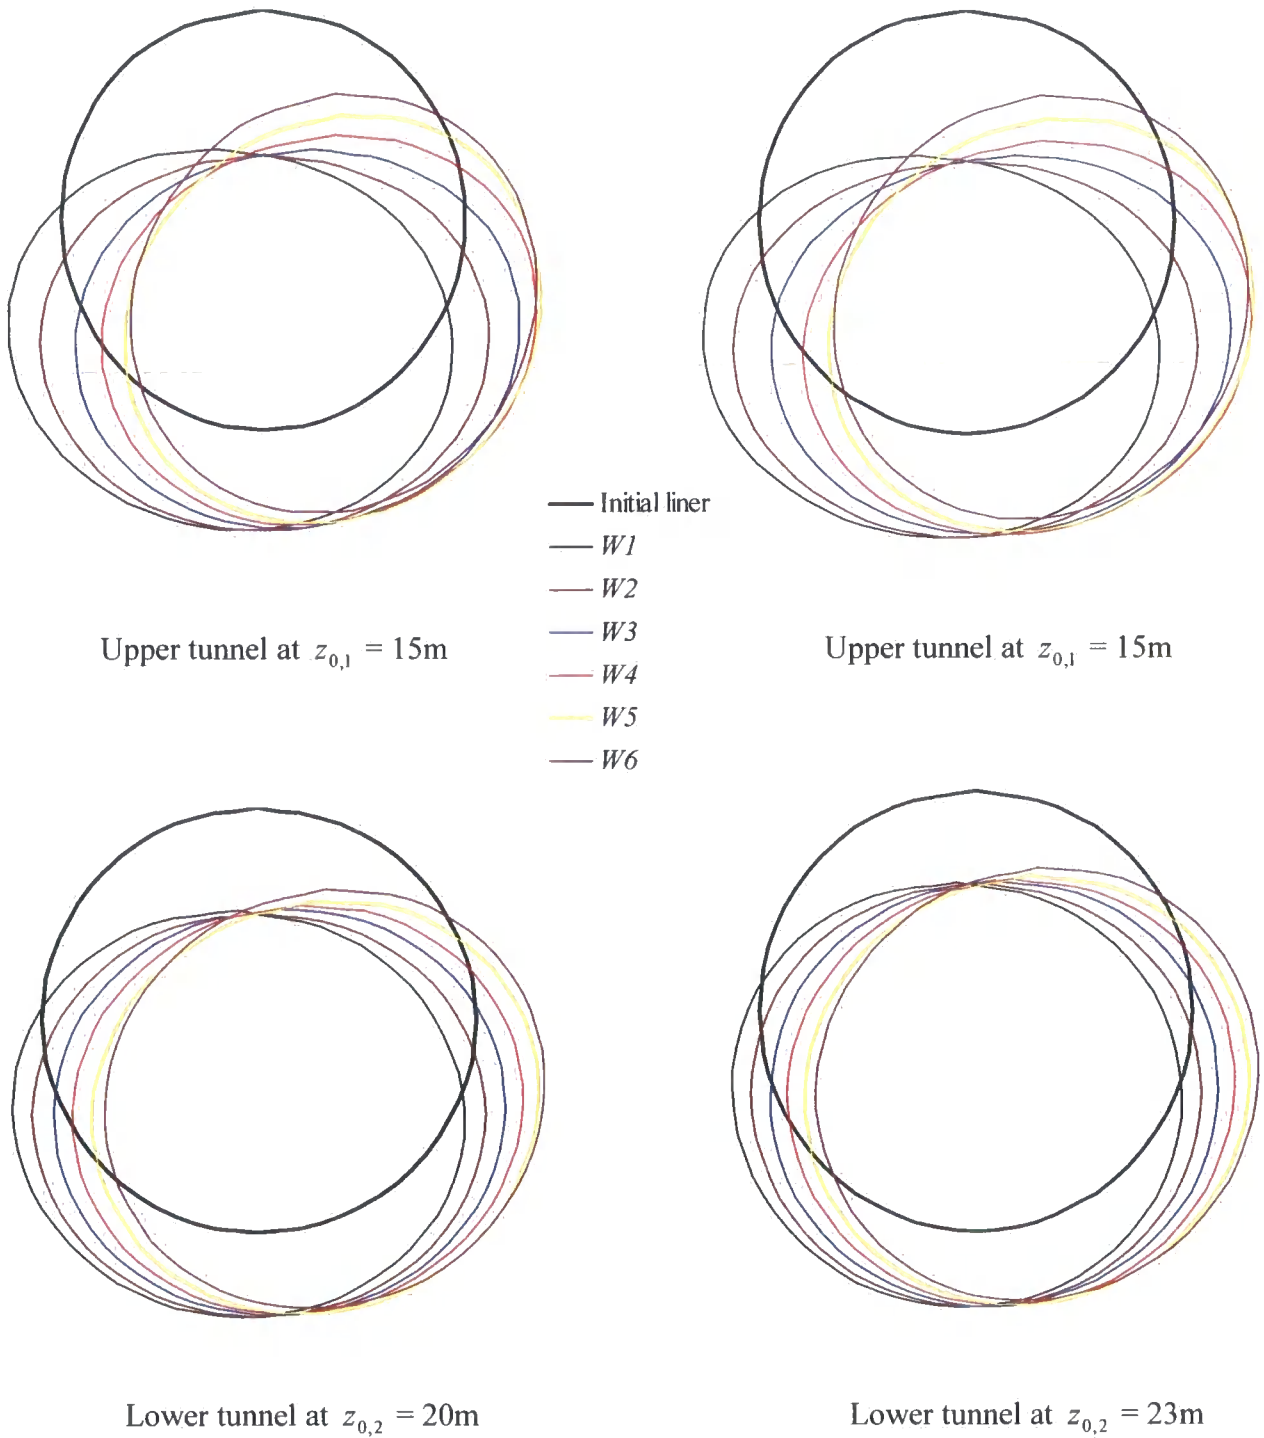 Initial liner
W1
W2
W3
W4
W5
W6
Upper tunnel at z₀,₁ = 15m
Upper tunnel at z₀,₁ = 15m
Lower tunnel at z₀,₂ = 20m
Lower tunnel at z₀,₂ = 23m